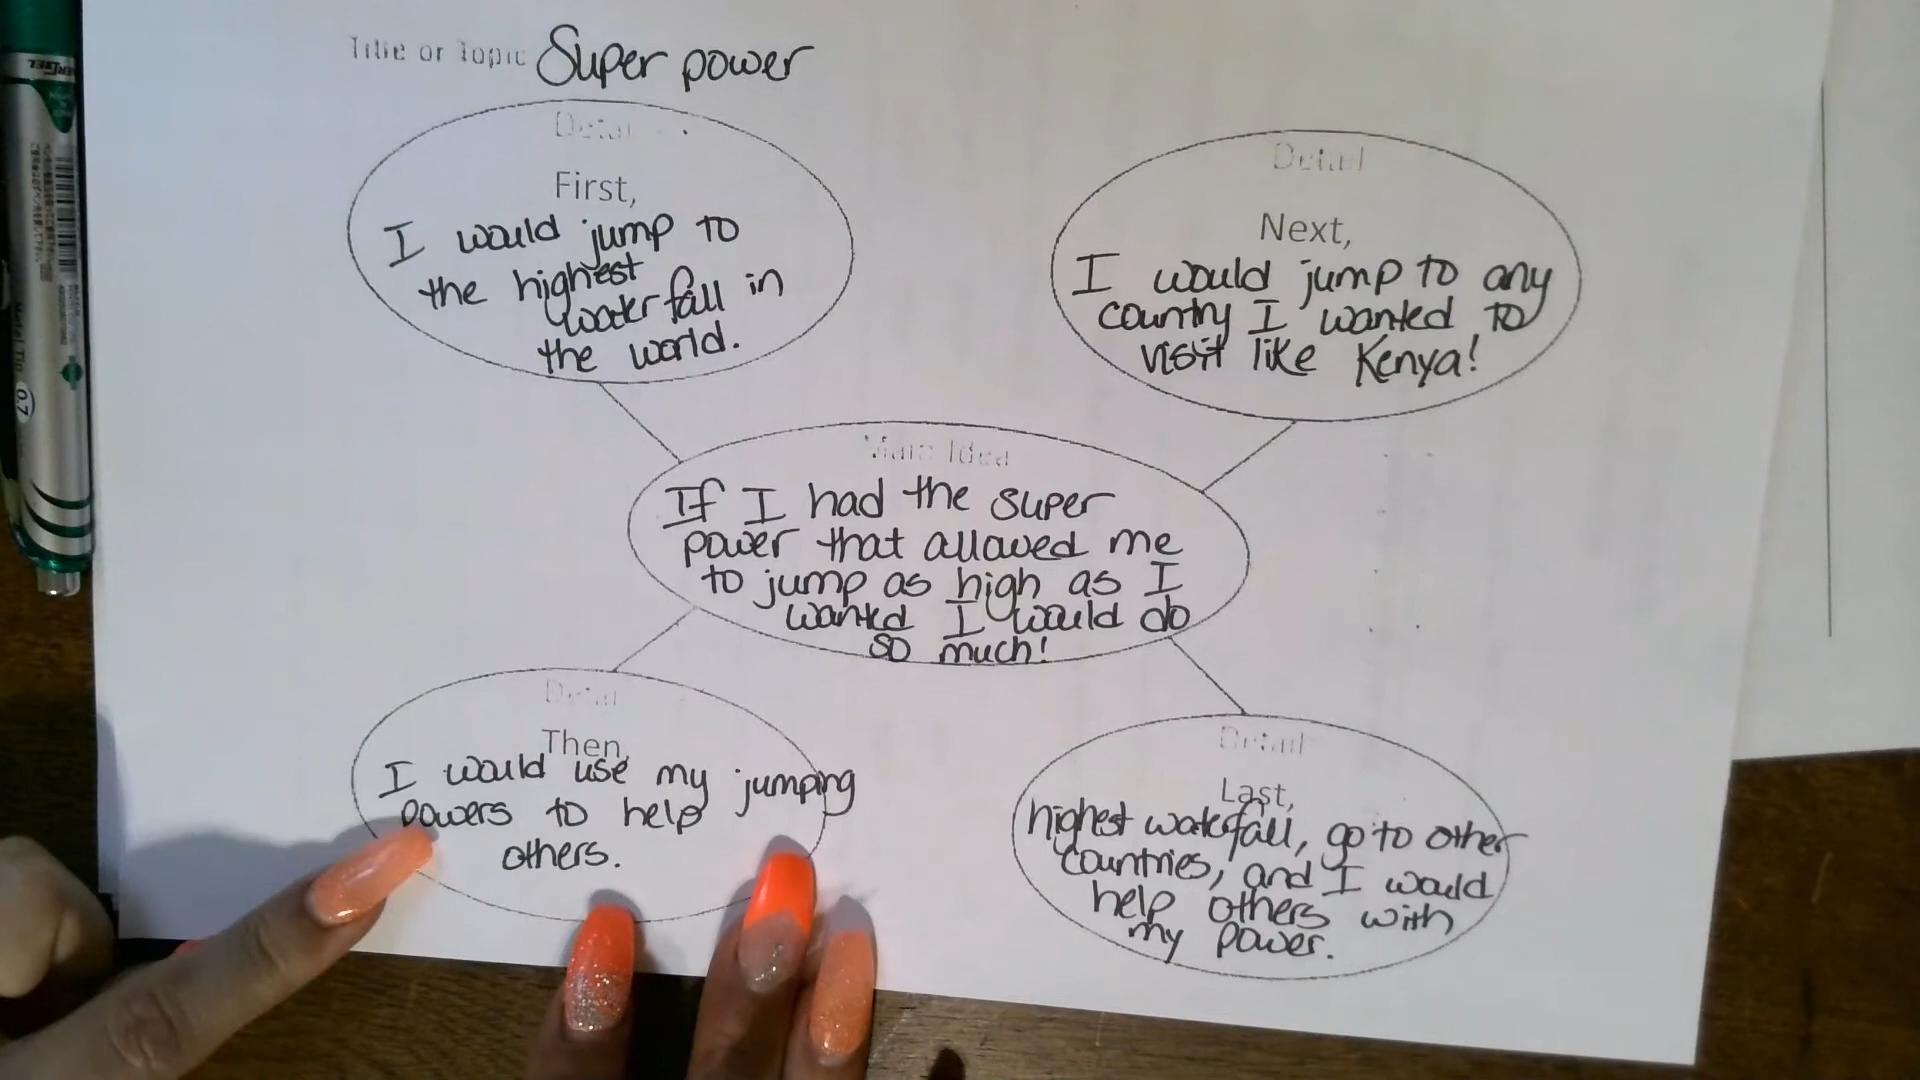 Title or Topic Super power
Detail
First,
I would jump to
the highest
waterfall in
the world.
Detail
Next,
I would jump to any
country I wanted to
visit like Kenya!
Main Idea
If I had the super
power that allowed me
to jump as high as I
wanted I would do
so much!
Detail
Then,
I would use my jumping
powers to help
others.
Detail
Last,
highest waterfall, go to other
countries, and I would
help others with
my power.
0.7